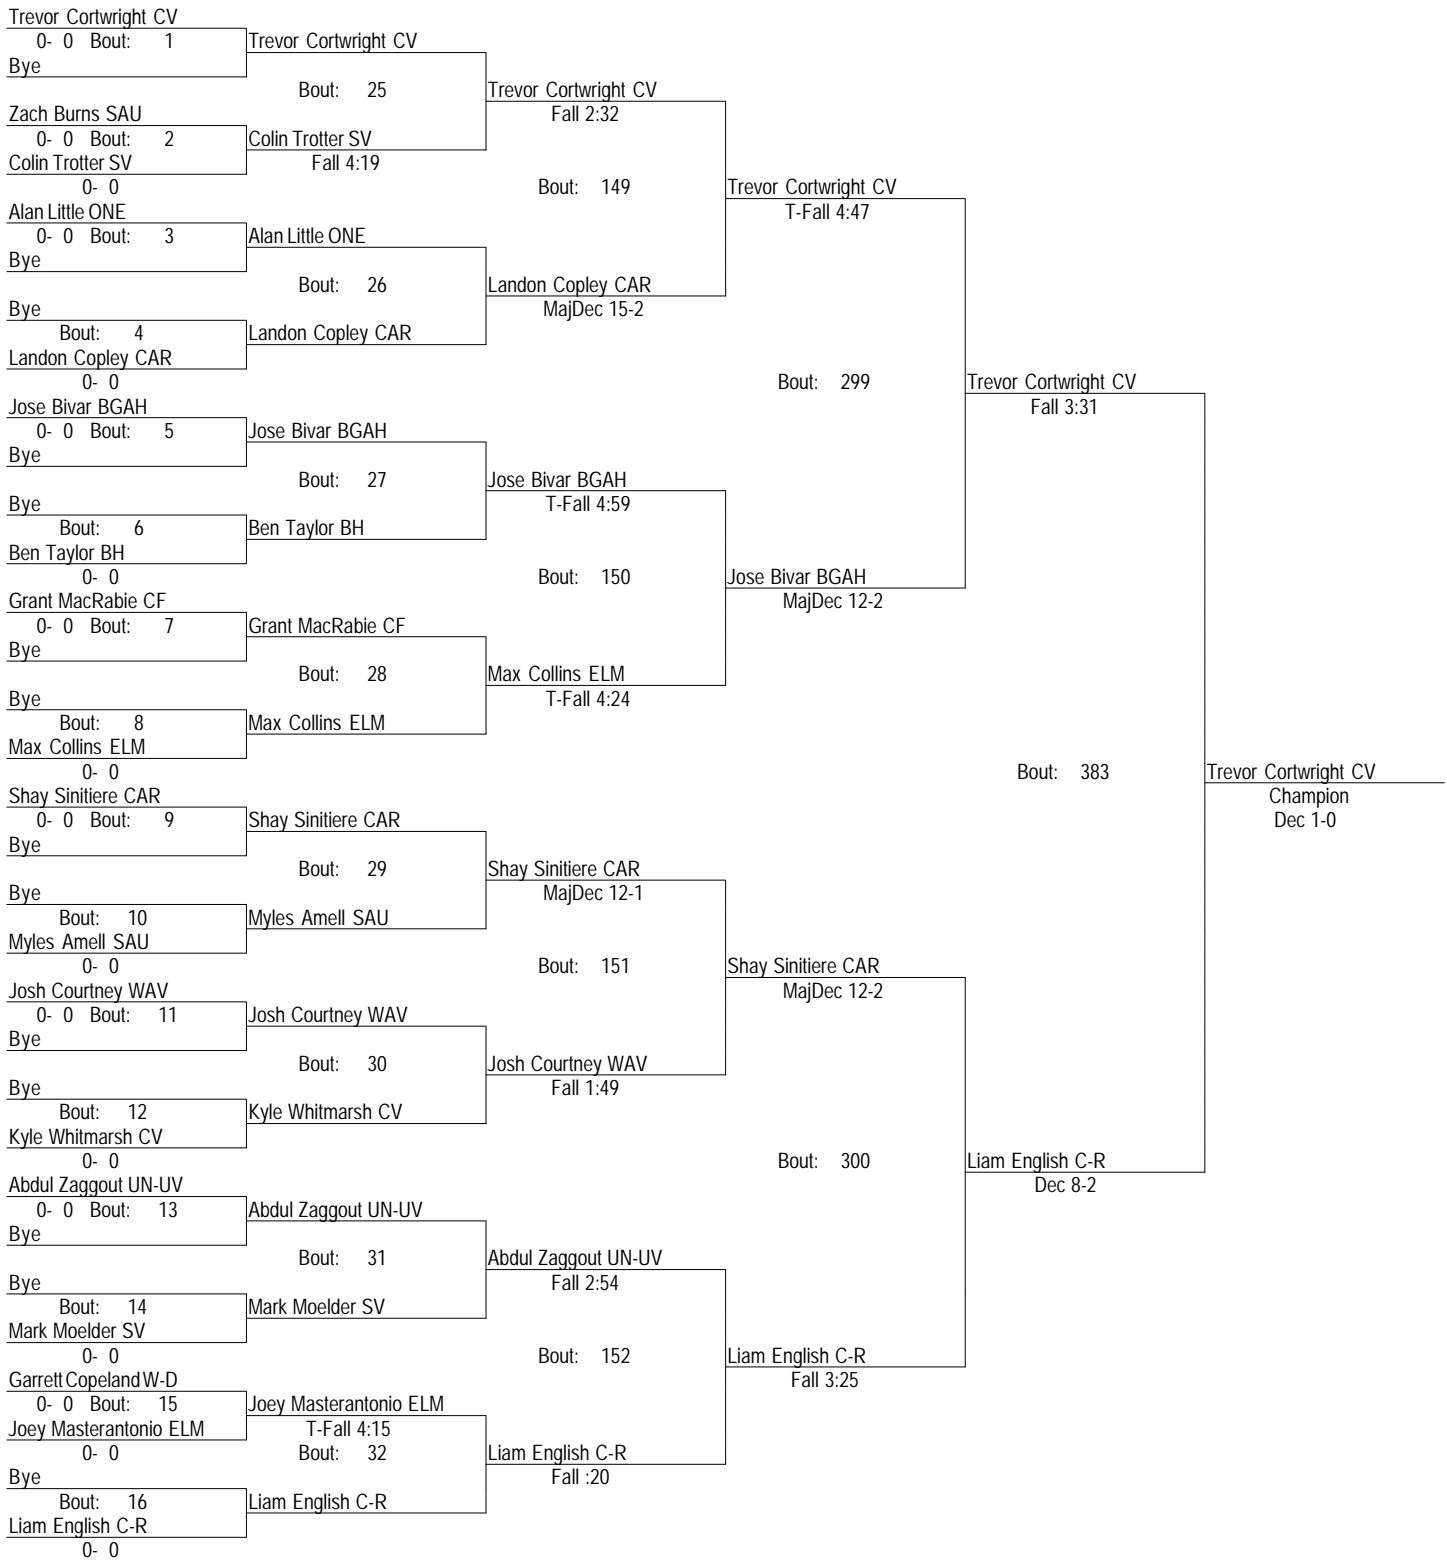 Trevor Cortwright CV
0- 0 Bout: 1
Bye
Trevor Cortwright CV
Bout: 25
Zach Burns SAU
0- 0 Bout: 2
Colin Trotter SV
0- 0
Colin Trotter SV
Fall 4:19
Trevor Cortwright CV
Fall 2:32
Bout: 149
Alan Little ONE
0- 0 Bout: 3
Bye
Alan Little ONE
Bout: 26
Bye
Bout: 4
Landon Copley CAR
0- 0
Landon Copley CAR
Landon Copley CAR
MajDec 15-2
Trevor Cortwright CV
T-Fall 4:47
Bout: 299
Jose Bivar BGAH
0- 0 Bout: 5
Bye
Jose Bivar BGAH
Bout: 27
Bye
Bout: 6
Ben Taylor BH
0- 0
Ben Taylor BH
Jose Bivar BGAH
T-Fall 4:59
Bout: 150
Grant MacRabie CF
0- 0 Bout: 7
Bye
Grant MacRabie CF
Bout: 28
Bye
Bout: 8
Max Collins ELM
0- 0
Max Collins ELM
Max Collins ELM
T-Fall 4:24
Jose Bivar BGAH
MajDec 12-2
Trevor Cortwright CV
Fall 3:31
Bout: 383
Trevor Cortwright CV
Champion
Dec 1-0
Shay Sinitiere CAR
0- 0 Bout: 9
Bye
Shay Sinitiere CAR
Bout: 29
Bye
Bout: 10
Myles Amell SAU
0- 0
Myles Amell SAU
Shay Sinitiere CAR
MajDec 12-1
Bout: 151
Josh Courtney WAV
0- 0 Bout: 11
Bye
Josh Courtney WAV
Bout: 30
Bye
Bout: 12
Kyle Whitmarsh CV
0- 0
Kyle Whitmarsh CV
Josh Courtney WAV
Fall 1:49
Shay Sinitiere CAR
MajDec 12-2
Bout: 300
Liam English C-R
Dec 8-2
Abdul Zaggout UN-UV
0- 0 Bout: 13
Bye
Abdul Zaggout UN-UV
Bout: 31
Bye
Bout: 14
Mark Moelder SV
0- 0
Mark Moelder SV
Abdul Zaggout UN-UV
Fall 2:54
Bout: 152
Liam English C-R
Fall 3:25
Garrett Copeland W-D
0- 0 Bout: 15
Joey Masterantonio ELM
0- 0
Joey Masterantonio ELM
T-Fall 4:15
Bout: 32
Bye
Bout: 16
Liam English C-R
0- 0
Liam English C-R
Liam English C-R
Fall :20